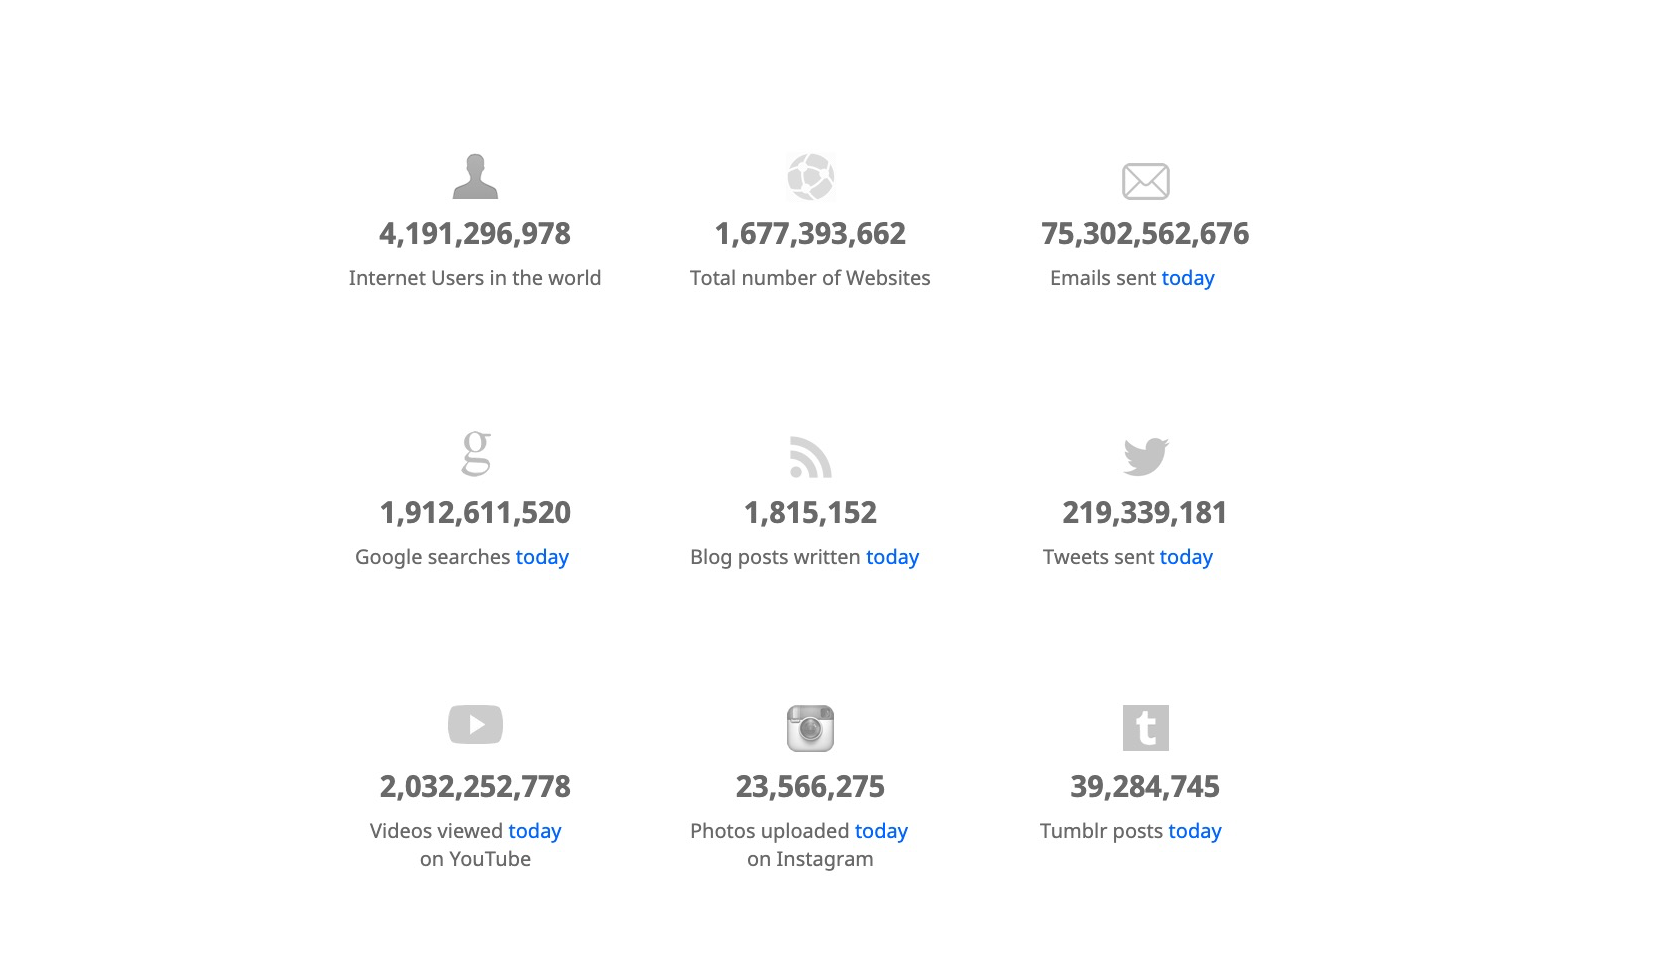 4,191,296,978
Internet Users in the world
1,677,393,662
Total number of Websites
75,302,562,676
Emails sent today
g
1,912,611,520
Google searches today
1,815,152
Blog posts written today
219,339,181
Tweets sent today
2,032,252,778
Videos viewed today
on YouTube
23,566,275
Photos uploaded today
on Instagram
t
39,284,745
Tumblr posts today